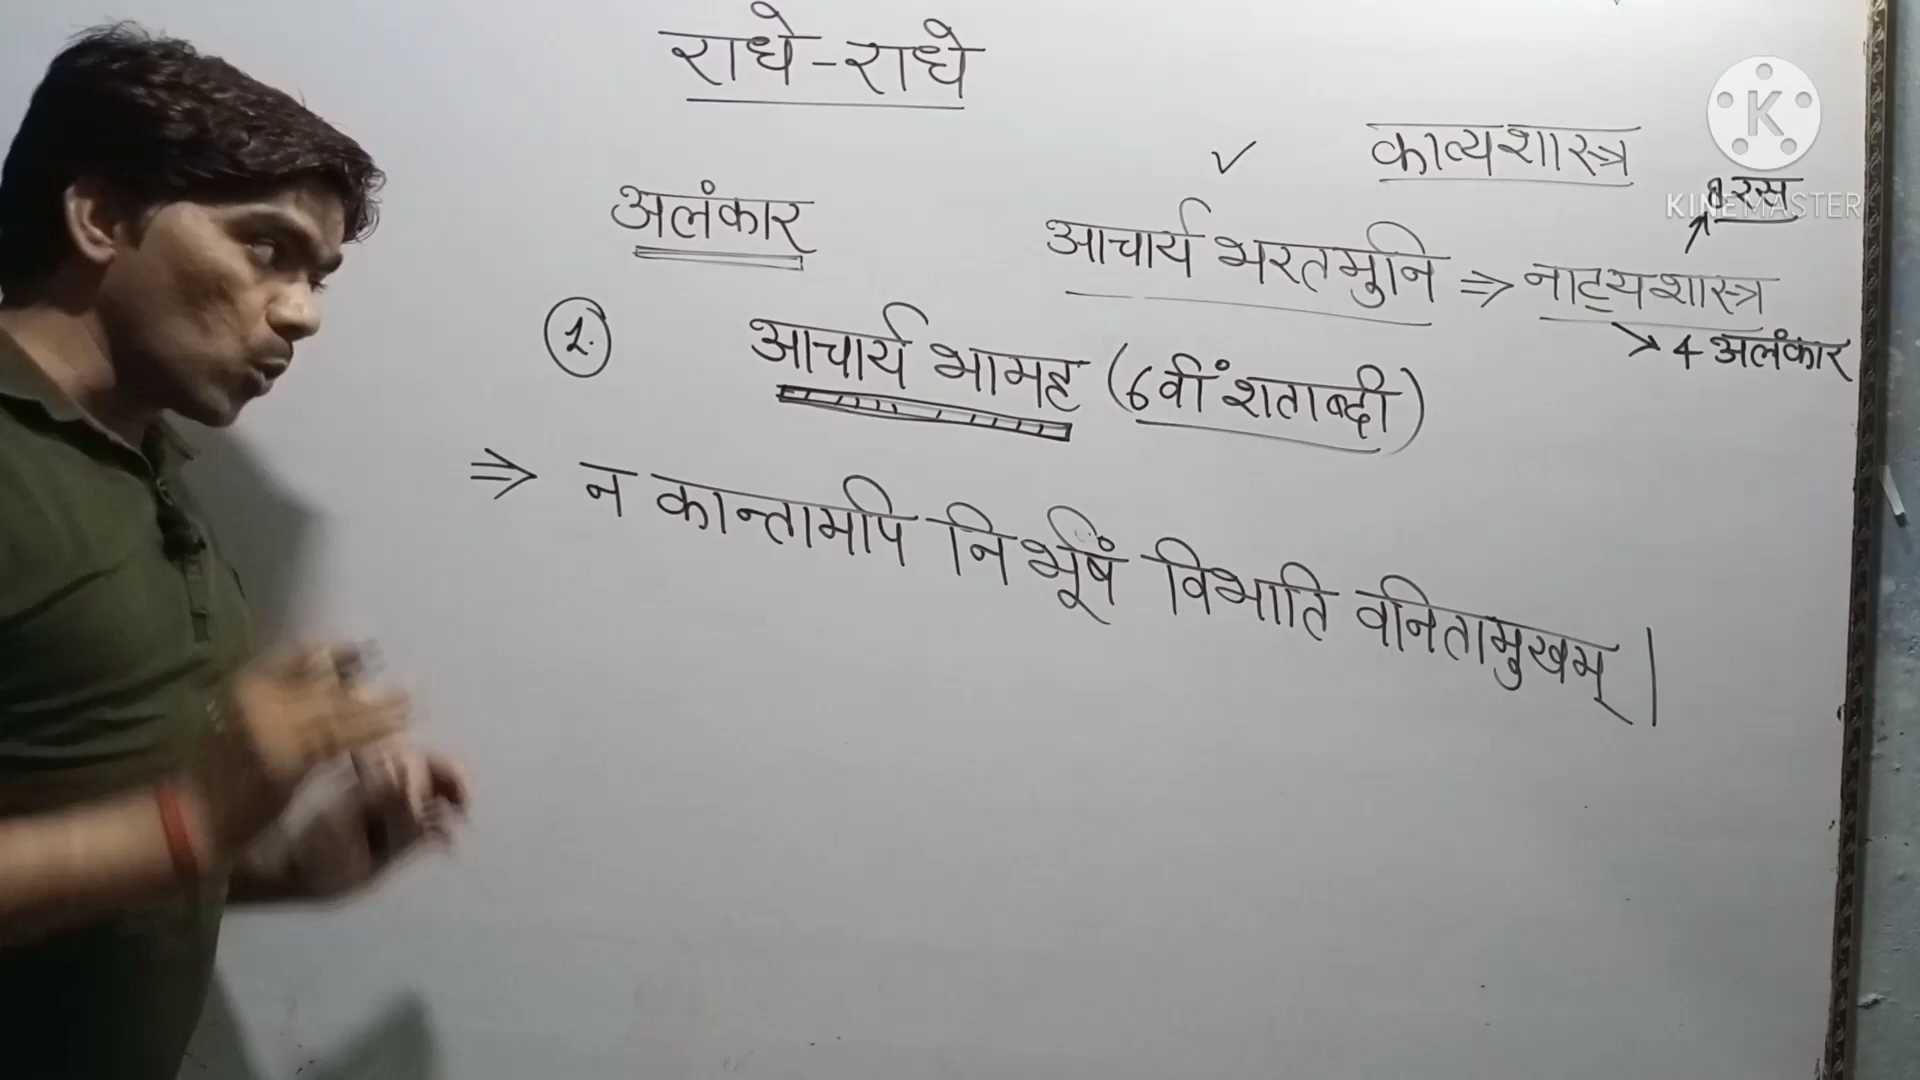 राधे-राधे
काव्यशास्त्र
K
KINEMASTER
8 रस
अलंकार
आचार्य भरतमुनि ⇒ नाट्यशास्त्र
→ 4 अलंकार
1. आचार्य भामह (6वीं शताब्दी)
⇒ न कान्तामपि निर्भूषं विभाति वनितामुखम् |